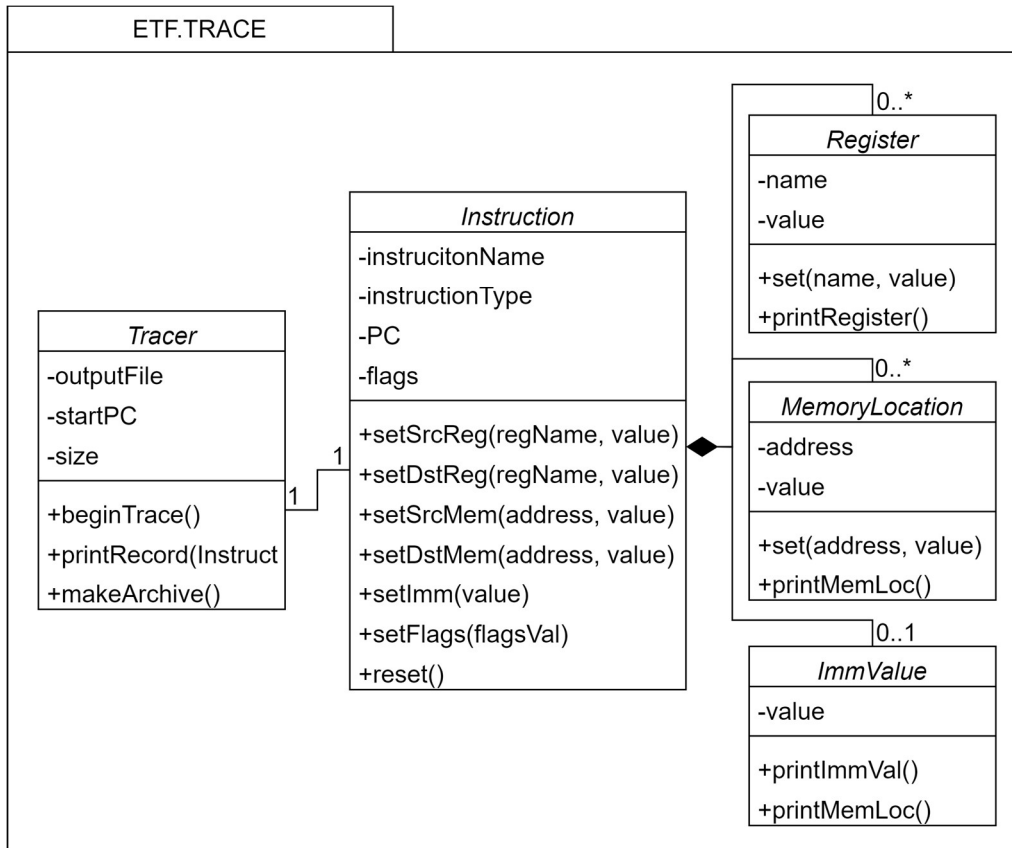 ETF.TRACE
Tracer
-outputFile
-startPC
-size
+beginTrace()
+printRecord(Instruct
+makeArchive()
1
1
Instruction
-instrucitonName
-instructionType
-PC
-flags
+setSrcReg(regName, value)
+setDstReg(regName, value)
+setSrcMem(address, value)
+setDstMem(address, value)
+setImm(value)
+setFlags(flagsVal)
+reset()
0..*
Register
-name
-value
+set(name, value)
+printRegister()
0..*
MemoryLocation
-address
-value
+set(address, value)
+printMemLoc()
0..1
ImmValue
-value
+printImmVal()
+printMemLoc()